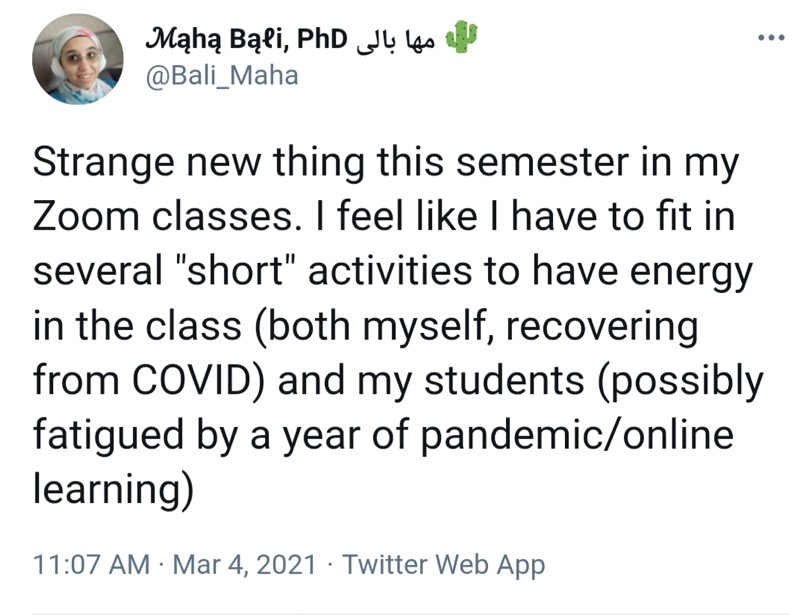 ℳąhą Bąℓi, PhD مها بالي 🌵
@Bali_Maha
Strange new thing this semester in my
Zoom classes. I feel like I have to fit in
several "short" activities to have energy
in the class (both myself, recovering
from COVID) and my students (possibly
fatigued by a year of pandemic/online
learning)
11:07 AM · Mar 4, 2021 · Twitter Web App